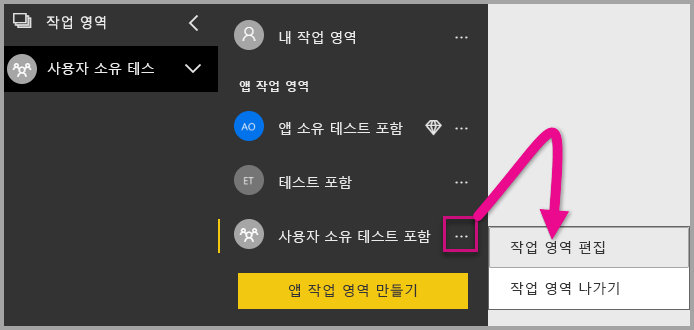 작업 영역
사용자 소유 테스
내 작업 영역
...
앱 작업 영역
AO 앱 소유 테스트 포함 ...
ET 테스트 포함 ...
사용자 소유 테스트 포함 ...
앱 작업 영역 만들기
작업 영역 편집
작업 영역 나가기